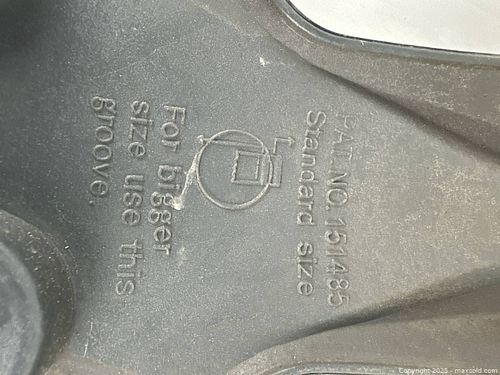 PAT. NO. 151485
Standard size
For bigger
size use this
groove.
Copyright 2025 - maxsold.com